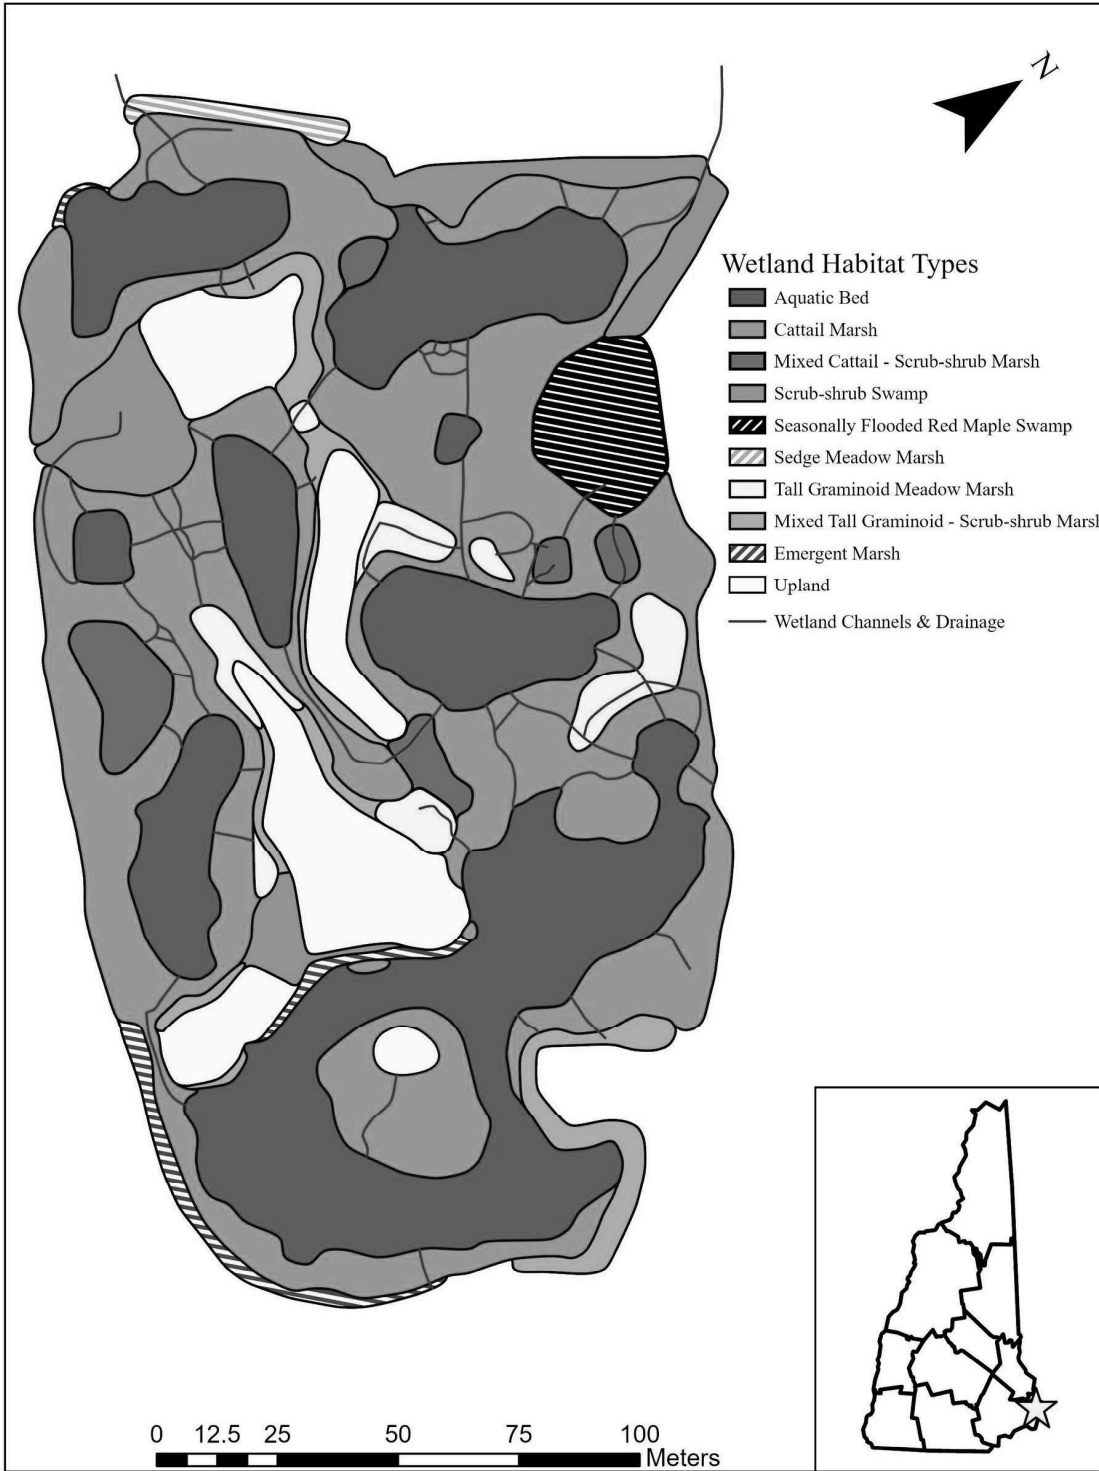 N
Wetland Habitat Types
Aquatic Bed
Cattail Marsh
Mixed Cattail - Scrub-shrub Marsh
Scrub-shrub Swamp
Seasonally Flooded Red Maple Swamp
Sedge Meadow Marsh
Tall Graminoid Meadow Marsh
Mixed Tall Graminoid - Scrub-shrub Marsh
Emergent Marsh
Upland
Wetland Channels & Drainage
0 12.5 25 50 75 100
Meters